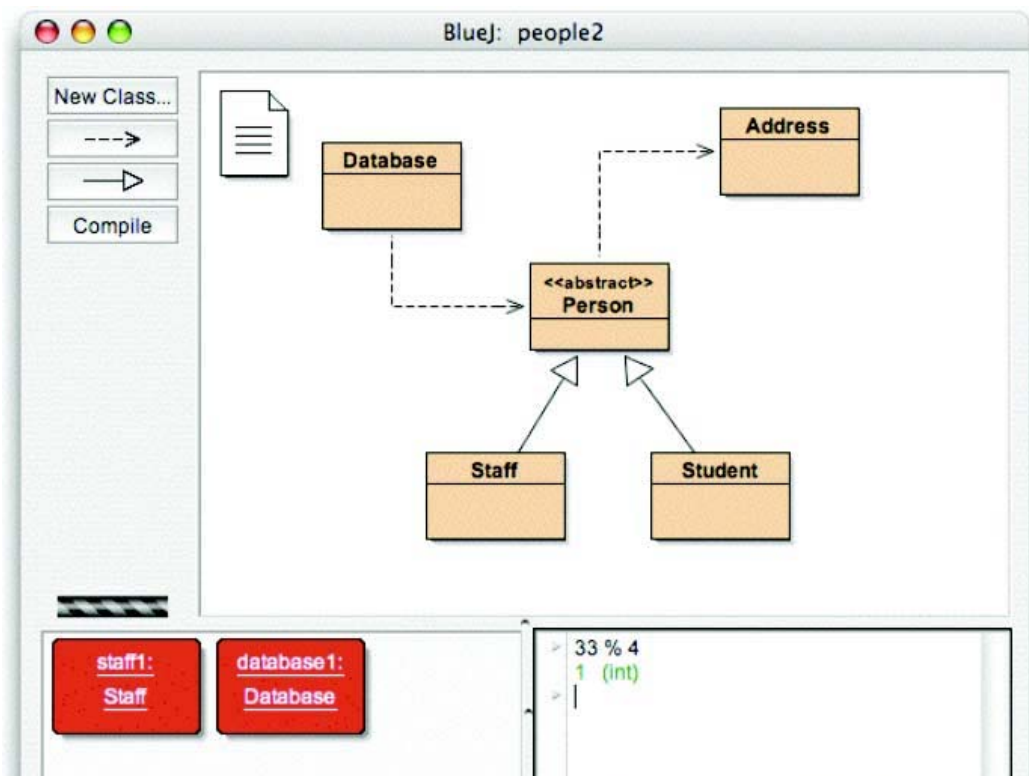 BlueJ: people2
New Class...
Compile
Database
Address
<<abstract>>
Person
Staff
Student
staff1:
Staff
database1:
Database
> 33 % 4
1 (int)
>